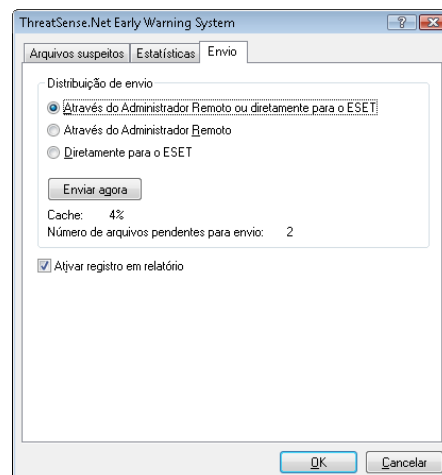 ThreatSense.Net Early Warning System
Arquivos suspeitos Estatísticas Envio
Distribuição de envio
Através do Administrador Remoto ou diretamente para o ESET
Através do Administrador Remoto
Diretamente para o ESET
Enviar agora
Cache: 4%
Número de arquivos pendentes para envio: 2
Ativar registro em relatório
OK Cancelar